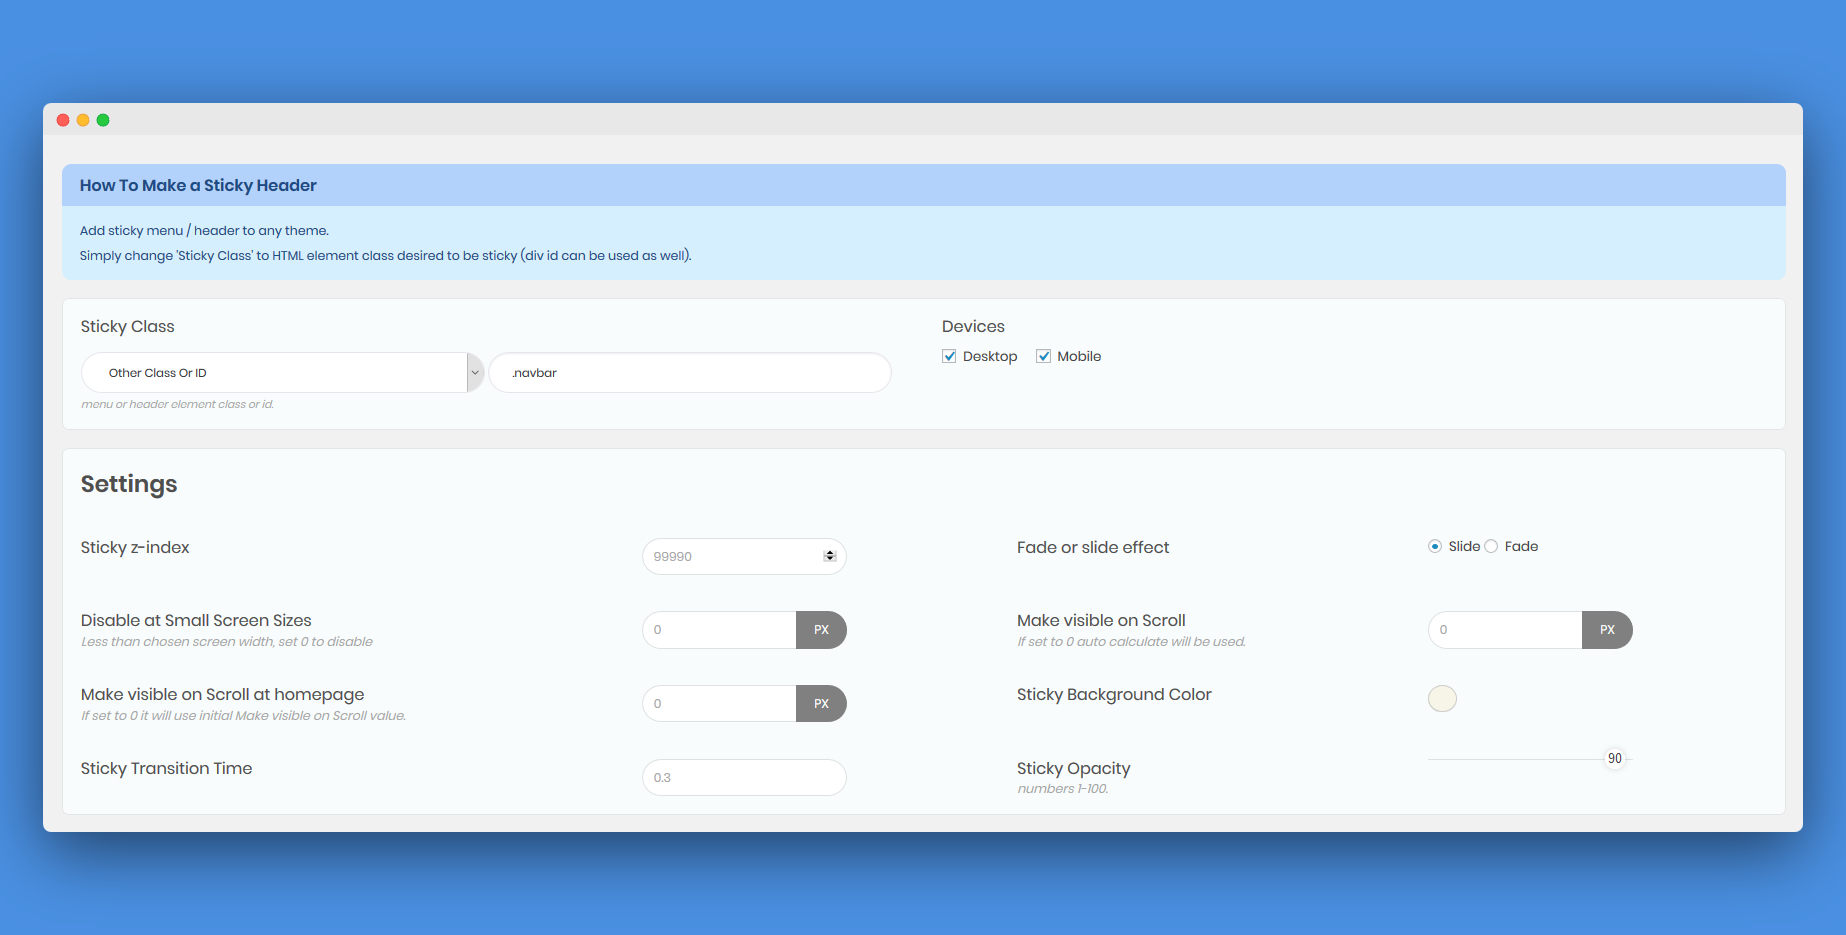 How To Make a Sticky Header
Add sticky menu / header to any theme.
Simply change 'Sticky Class' to HTML element class desired to be sticky (div id can be used as well).
Sticky Class
Other Class Or ID
.navbar
menu or header element class or id.
Devices
Desktop
Mobile
Settings
Sticky z-index
99990
Fade or slide effect
Slide
Fade
Disable at Small Screen Sizes
Less than chosen screen width, set 0 to disable
0
PX
Make visible on Scroll
If set to 0 auto calculate will be used.
0
PX
Make visible on Scroll at homepage
If set to 0 it will use initial Make visible on Scroll value.
0
PX
Sticky Background Color
Sticky Transition Time
0.3
Sticky Opacity
numbers 1-100.
90